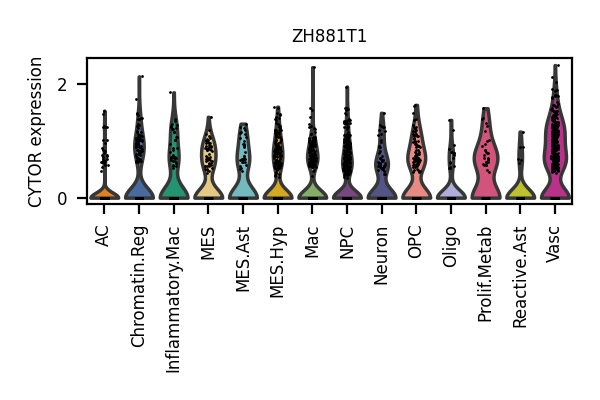 ZH881T1
CYTOR expression
2
0
AC
Chromatin.Reg
Inflammatory.Mac
MES
MES.Ast
MES.Hyp
Mac
NPC
Neuron
OPC
Oligo
Prolif.Metab
Reactive.Ast
Vasc